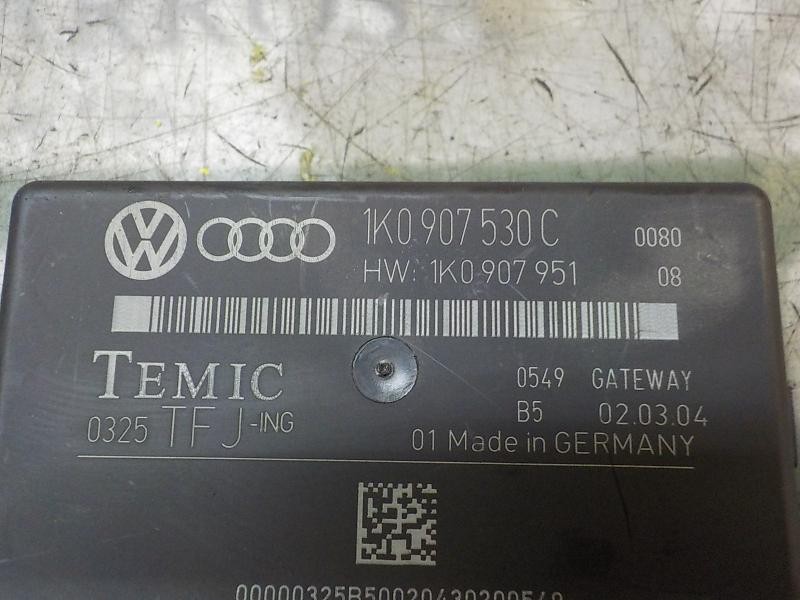 1K0 907 530 C 0080
HW: 1K0 907 951 08
TEMIC
0549 GATEWAY
0325 TFJ-ING
B5 02.03.04
01 Made in GERMANY
00000325B50020430200549